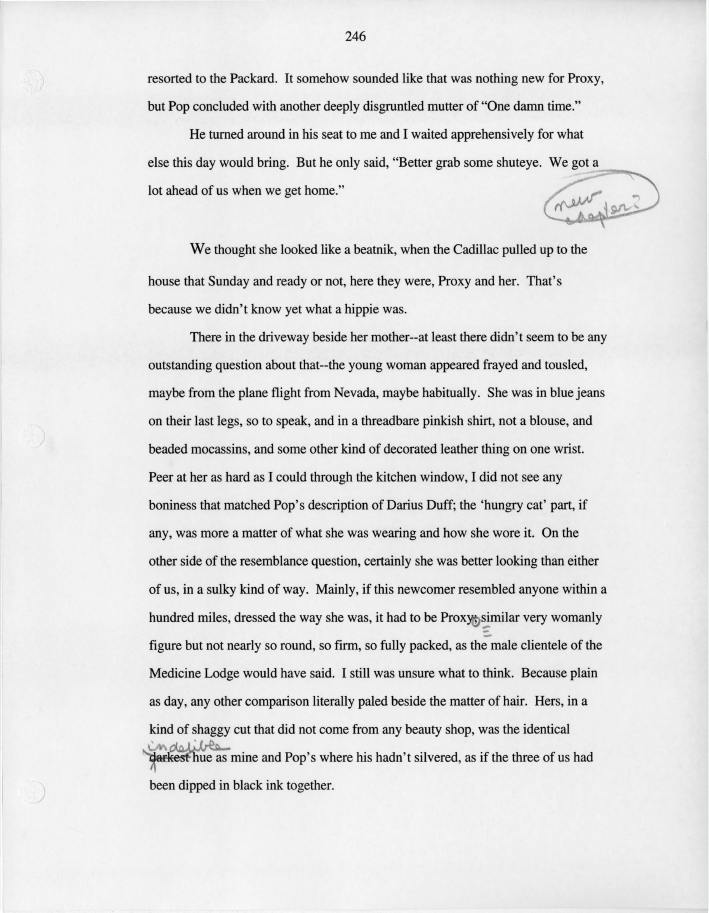 246
resorted to the Packard. It somehow sounded like that was nothing new for Proxy,
but Pop concluded with another deeply disgruntled mutter of “One damn time.”
He turned around in his seat to me and I waited apprehensively for what
else this day would bring. But he only said, “Better grab some shuteye. We got a
lot ahead of us when we get home.”
new
chapter?
We thought she looked like a beatnik, when the Cadillac pulled up to the
house that Sunday and ready or not, here they were, Proxy and her. That’s
because we didn’t know yet what a hippie was.
There in the driveway beside her mother--at least there didn’t seem to be any
outstanding question about that--the young woman appeared frayed and tousled,
maybe from the plane flight from Nevada, maybe habitually. She was in blue jeans
on their last legs, so to speak, and in a threadbare pinkish shirt, not a blouse, and
beaded mocassins, and some other kind of decorated leather thing on one wrist.
Peer at her as hard as I could through the kitchen window, I did not see any
boniness that matched Pop’s description of Darius Duff; the ‘hungry cat’ part, if
any, was more a matter of what she was wearing and how she wore it. On the
other side of the resemblance question, certainly she was better looking than either
of us, in a sulky kind of way. Mainly, if this newcomer resembled anyone within a
hundred miles, dressed the way she was, it had to be Proxy; similar very womanly
figure but not nearly so round, so firm, so fully packed, as the male clientele of the
Medicine Lodge would have said. I still was unsure what to think. Because plain
as day, any other comparison literally paled beside the matter of hair. Hers, in a
kind of shaggy cut that did not come from any beauty shop, was the identical
indelible
darkest hue as mine and Pop’s where his hadn’t silvered, as if the three of us had
been dipped in black ink together.